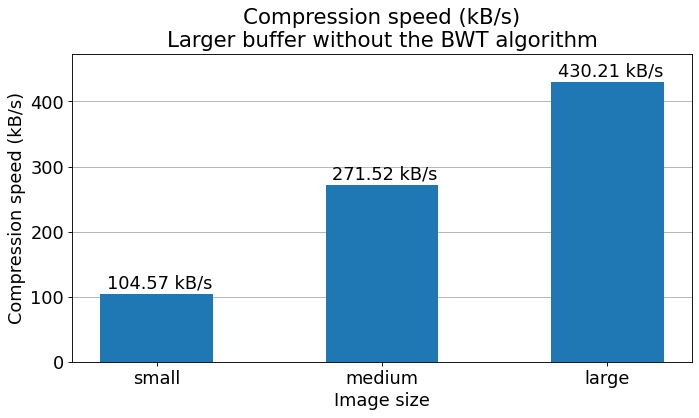 Compression speed (kB/s)
Larger buffer without the BWT algorithm
Compression speed (kB/s)
400
300
200
100
0
104.57 kB/s
271.52 kB/s
430.21 kB/s
small
medium
large
Image size